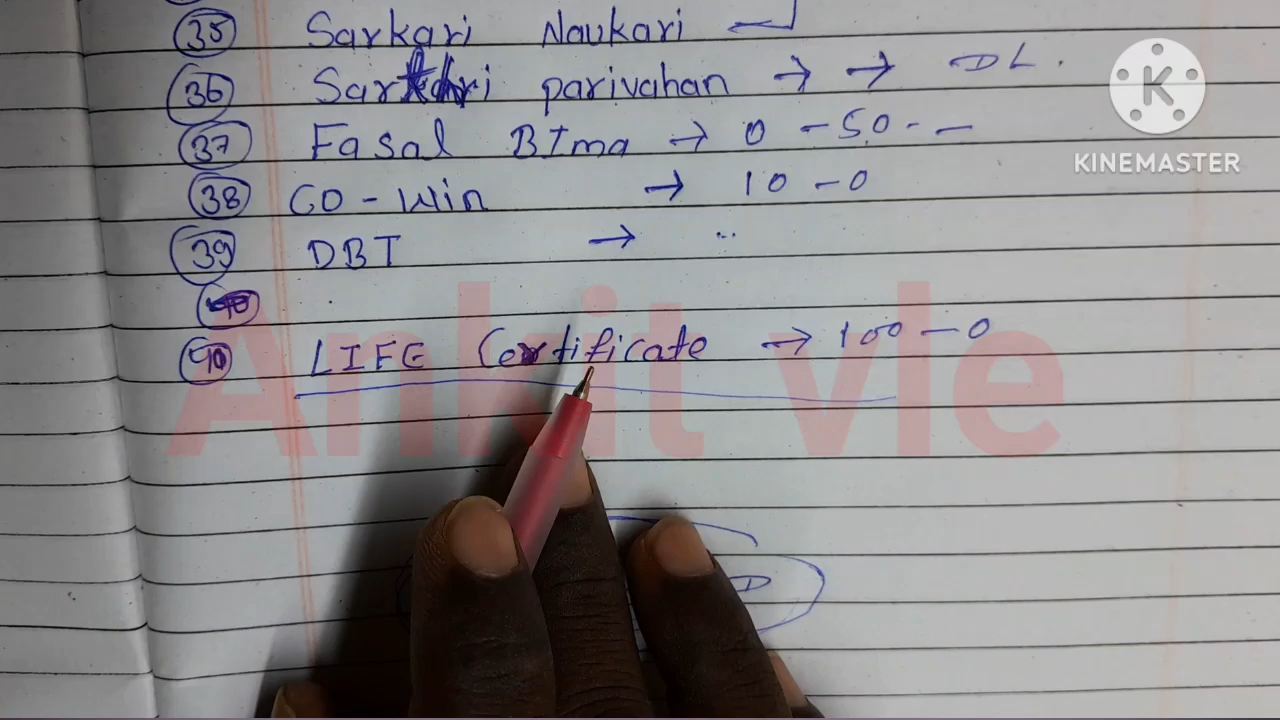 35 Sarkari Naukari
36 Sarkari parivahan → → DL.
K
KINEMASTER
37 Fasal BIma → 0 - 50 - -
38 CO - Win → 10 - 0
39 DBT → ..
40
40 LIFE Certificate → 100 - 0
Ankit vle